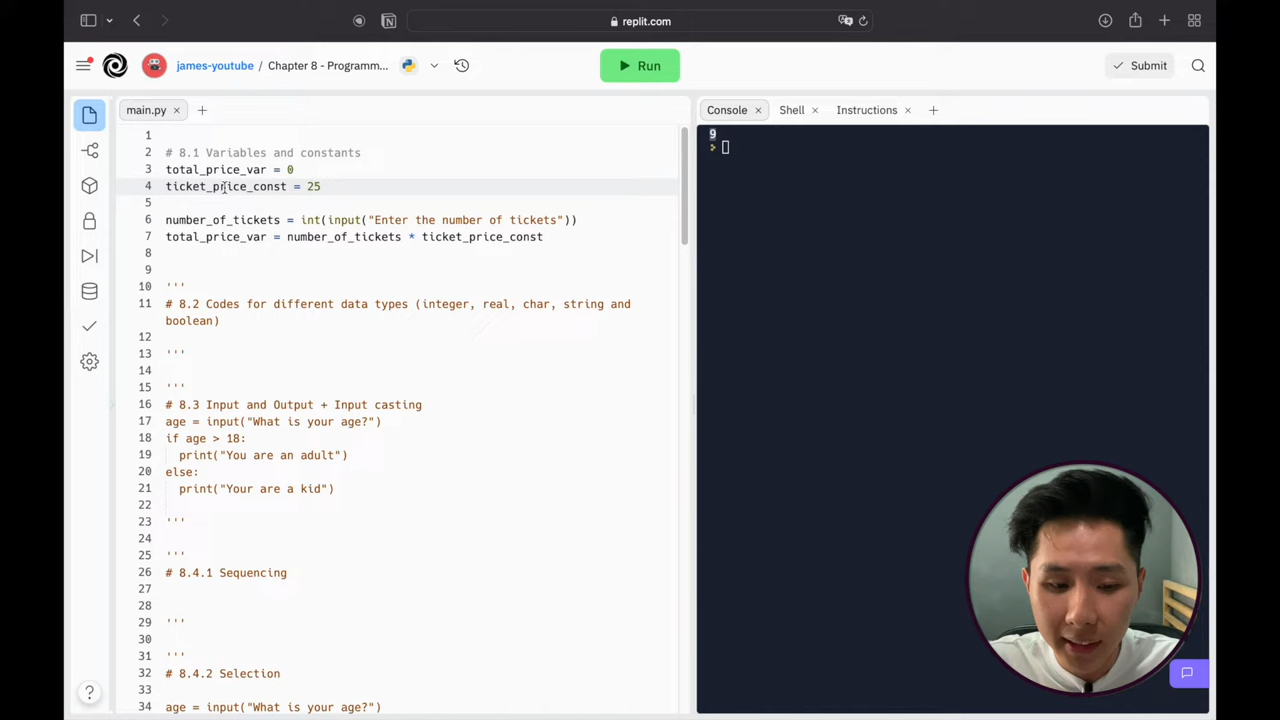 replit.com
james-youtube / Chapter 8 - Programm...
Run
Submit
main.py
Console
Shell
Instructions
1
2 # 8.1 Variables and constants
3 total_price_var = 0
4 ticket_price_const = 25
5
6 number_of_tickets = int(input("Enter the number of tickets"))
7 total_price_var = number_of_tickets * ticket_price_const
8
9
10 '''
11 # 8.2 Codes for different data types (integer, real, char, string and
boolean)
12
13 '''
14
15 '''
16 # 8.3 Input and Output + Input casting
17 age = input("What is your age?")
18 if age > 18:
19 print("You are an adult")
20 else:
21 print("Your are a kid")
22
23 '''
24
25 '''
26 # 8.4.1 Sequencing
27
28
29 '''
30
31 '''
32 # 8.4.2 Selection
33
34 age = input("What is your age?")
9